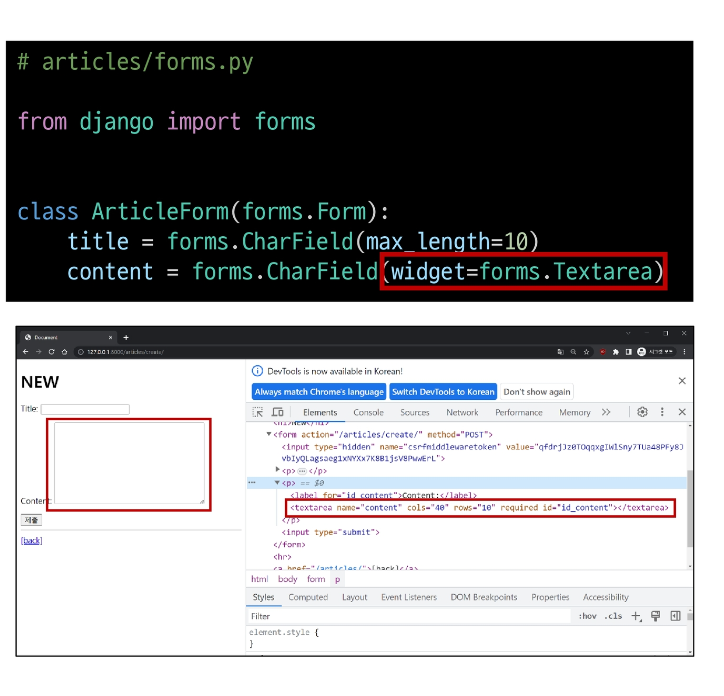 # articles/forms.py
from django import forms
class ArticleForm(forms.Form):
title = forms.CharField(max_length=10)
content = forms.CharField(widget=forms.Textarea)
Document
127.0.0.1:8000/articles/create/
NEW
Title:
Content:
제출
[back]
DevTools is now available in Korean!
Always match Chrome's language
Switch DevTools to Korean
Don't show again
Elements Console Sources Network Performance Memory
<h1>NEW</h1>
<form action="/articles/create/" method="POST">
<input type="hidden" name="csrfmiddlewaretoken" value=
<p> ⋯ </p>
<p> == $0
<label for="id_content">Content:</label>
<textarea name="content" cols="40" rows="10" required id="id_content"></textarea>
</p>
<input type="submit">
</form>
<hr>
<a href="/articles/">[back]</a>
html body form p
Styles Computed Layout Event Listeners DOM Breakpoints Properties Accessibility
Filter
:hov .cls
element.style {
}